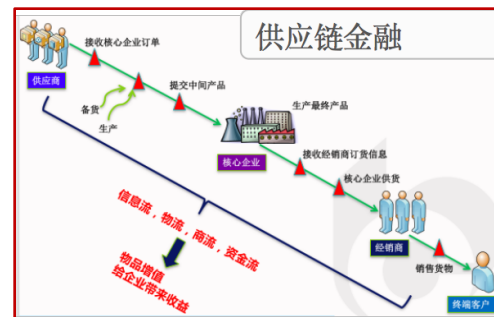 供应链金融
接收核心企业订单
供应商
提交中间产品
备货
生产
生产最终产品
核心企业
接收经销商订货信息
核心企业供货
信息流，物流，商流，资金流
经销商
物品增值
给企业带来收益
销售货物
终端客户